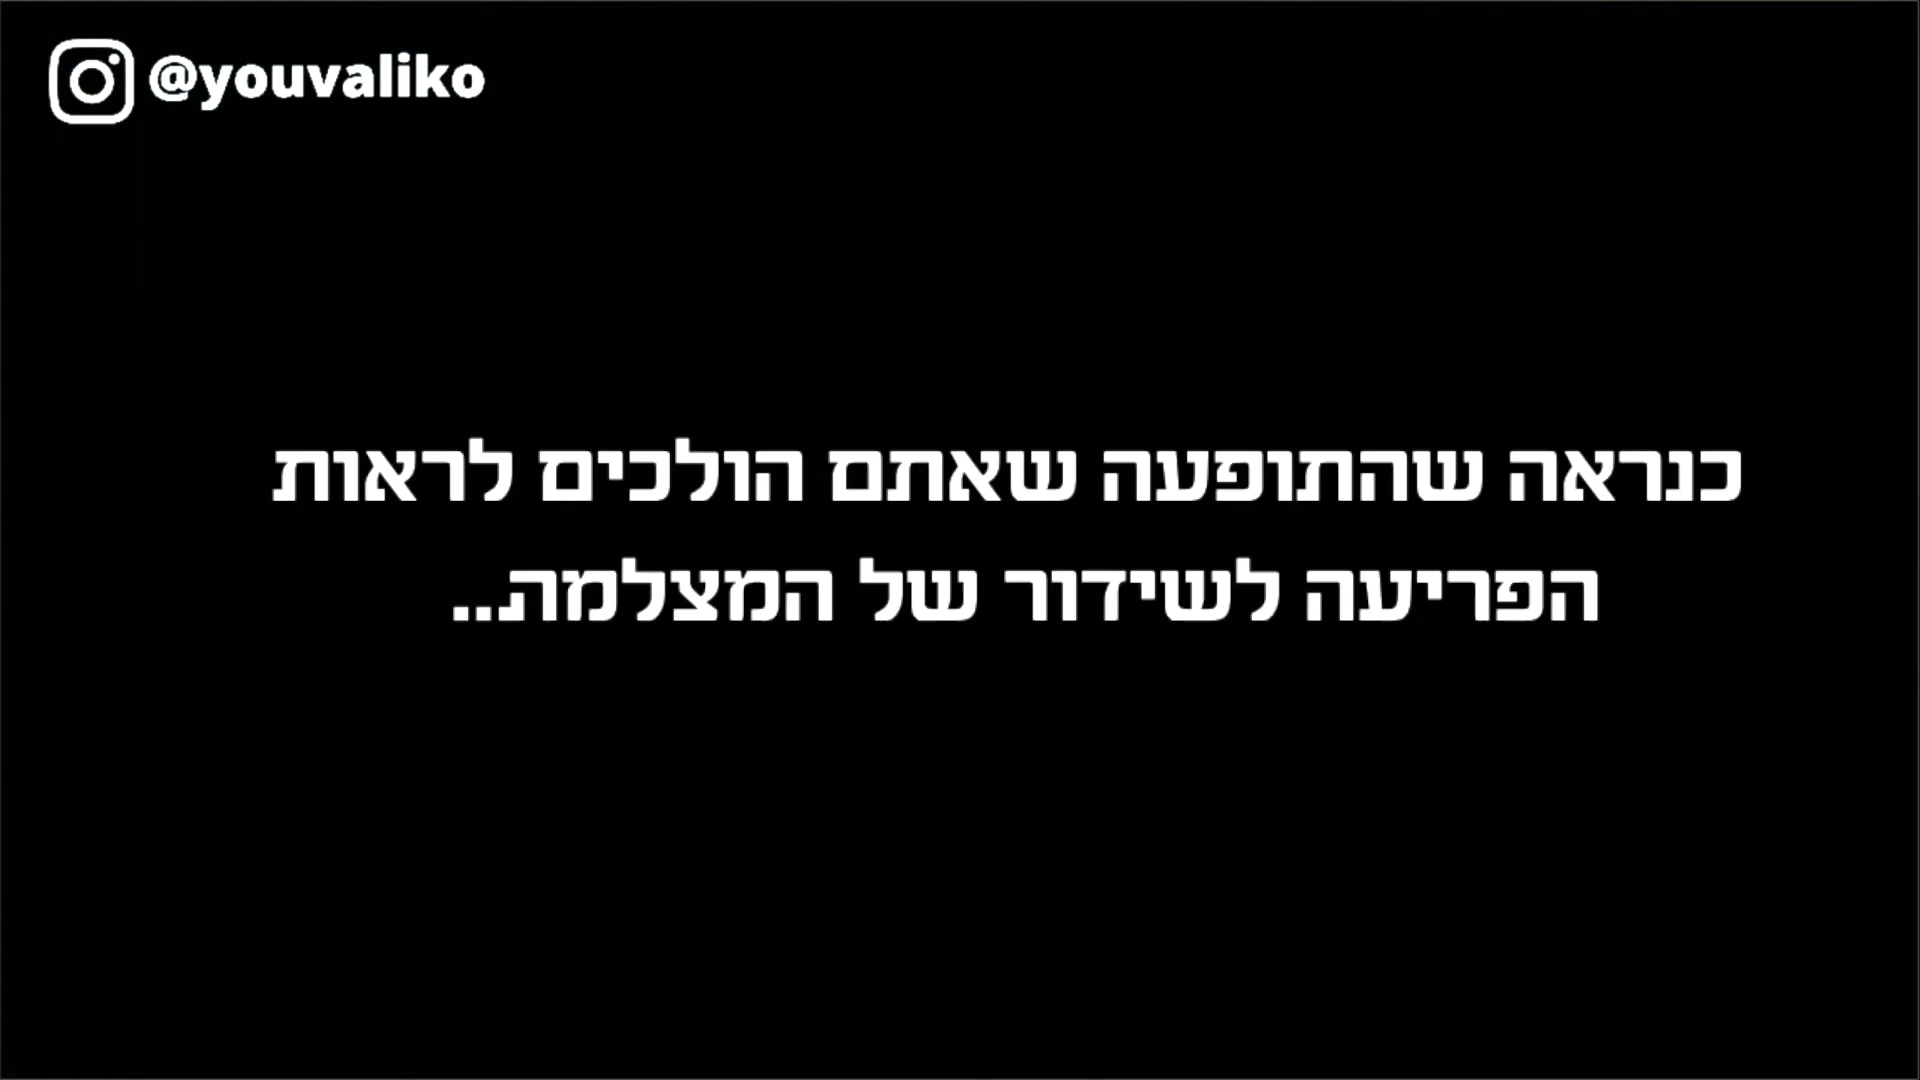 @youvaliko
כנראה שהתופעה שאתם הולכים לראות
הפריעה לשידור של המצלמה..